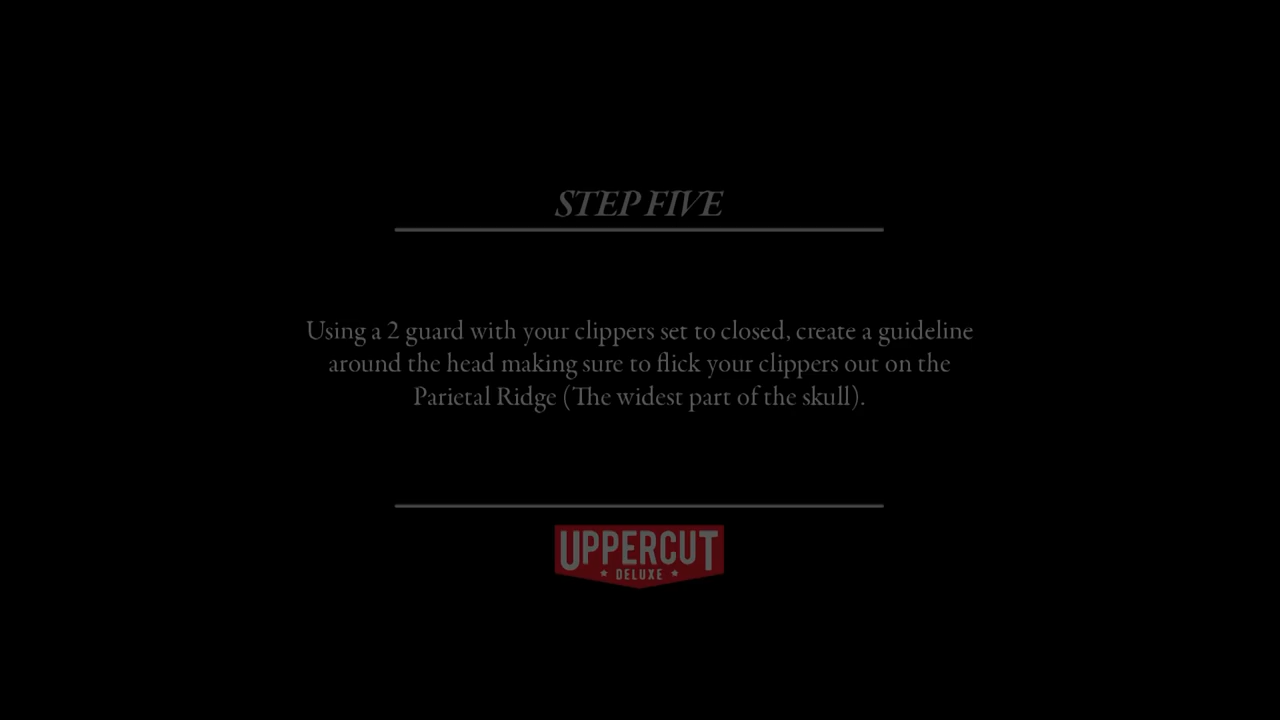 STEP FIVE
Using a 2 guard with your clippers set to closed, create a guideline
around the head making sure to flick your clippers out on the
Parietal Ridge (The widest part of the skull).
UPPERCUT
DELUXE